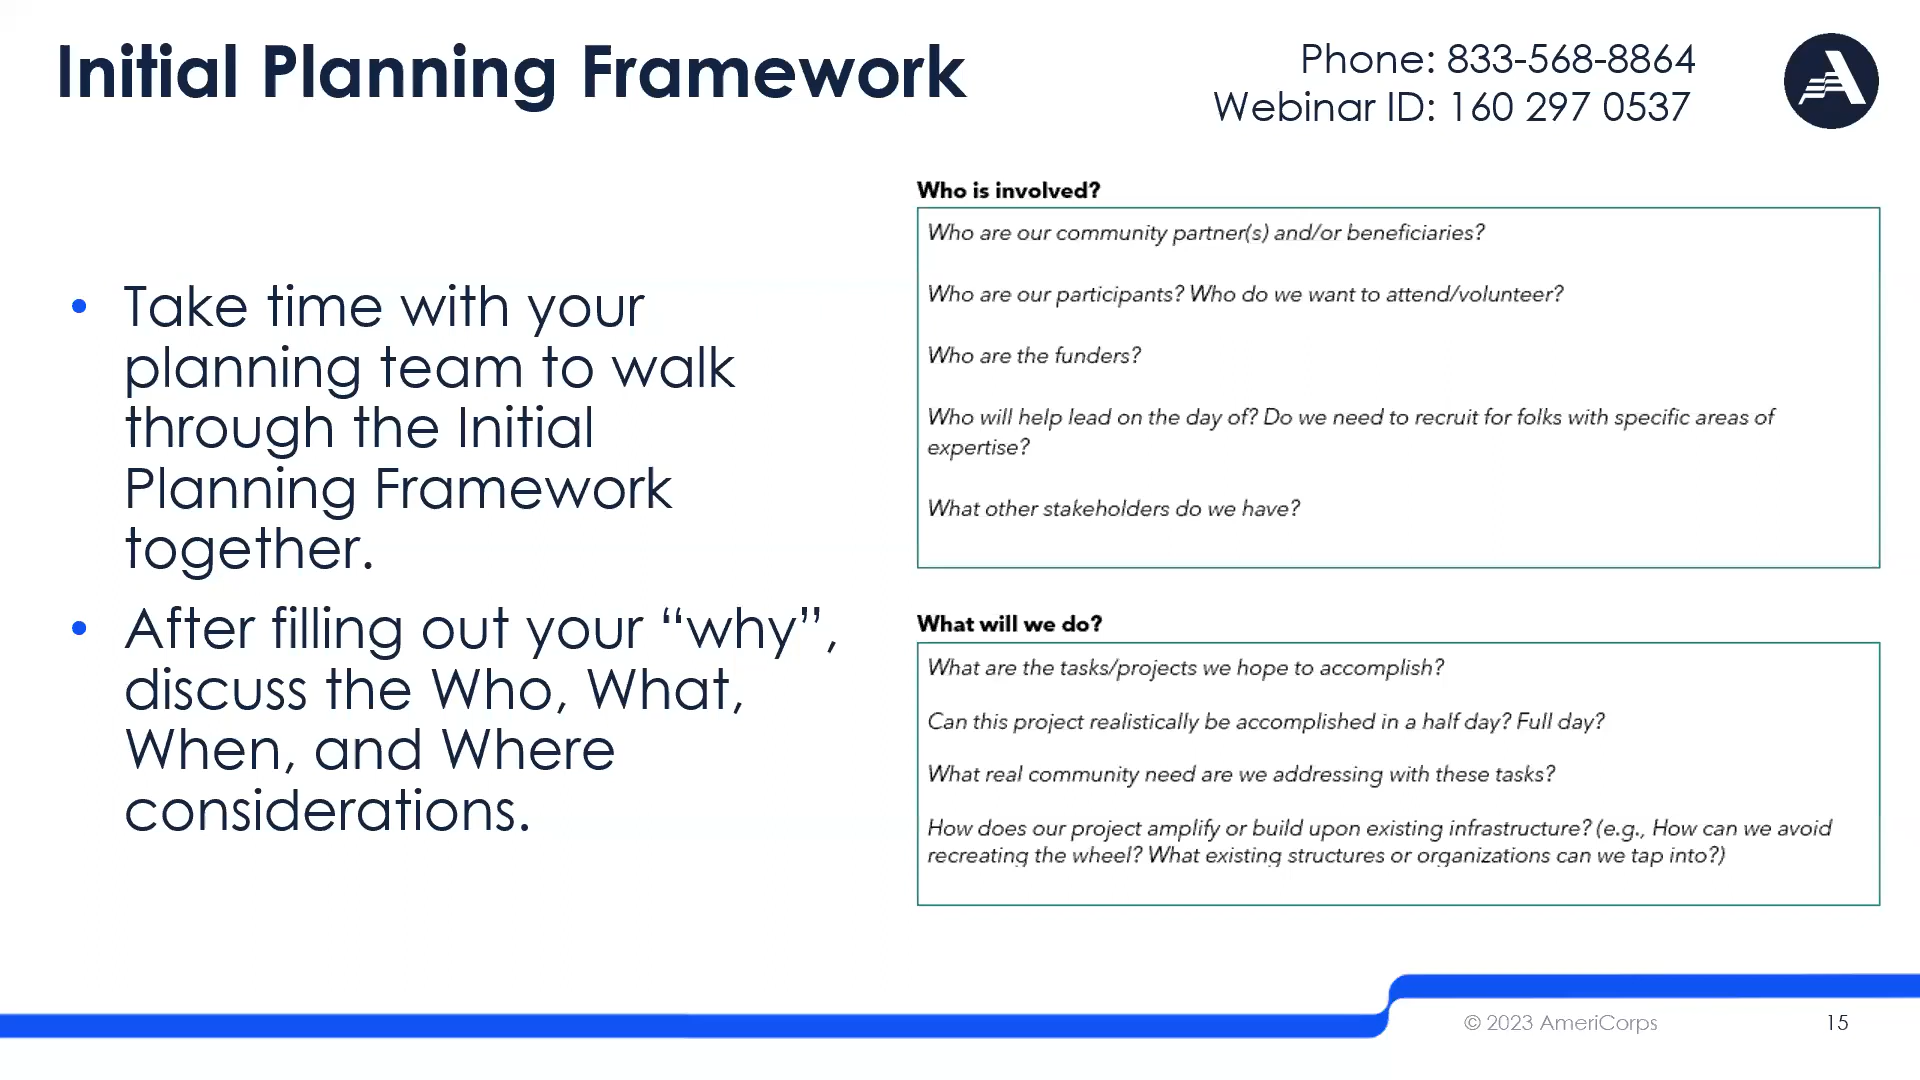 Initial Planning Framework
Phone: 833-568-8864
Webinar ID: 160 297 0537
• Take time with your
planning team to walk
through the Initial
Planning Framework
together.
• After filling out your “why”,
discuss the Who, What,
When, and Where
considerations.
Who is involved?
Who are our community partner(s) and/or beneficiaries?
Who are our participants? Who do we want to attend/volunteer?
Who are the funders?
Who will help lead on the day of? Do we need to recruit for folks with specific areas of
expertise?
What other stakeholders do we have?
What will we do?
What are the tasks/projects we hope to accomplish?
Can this project realistically be accomplished in a half day? Full day?
What real community need are we addressing with these tasks?
How does our project amplify or build upon existing infrastructure? (e.g., How can we avoid
recreating the wheel? What existing structures or organizations can we tap into?)
© 2023 AmeriCorps
15